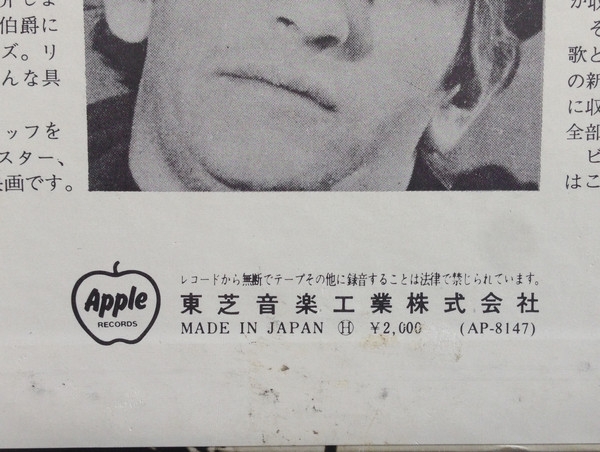 伯爵に
ズ。リ
んな具
ッフを
スター、
画です。
歌と
の新
に収
全部
ビ
はこ
Apple
RECORDS
レコードから無断でテープその他に録音することは法律で禁じられています。
東芝音楽工業株式会社
MADE IN JAPAN Ⓗ ¥2,000 (AP-8147)